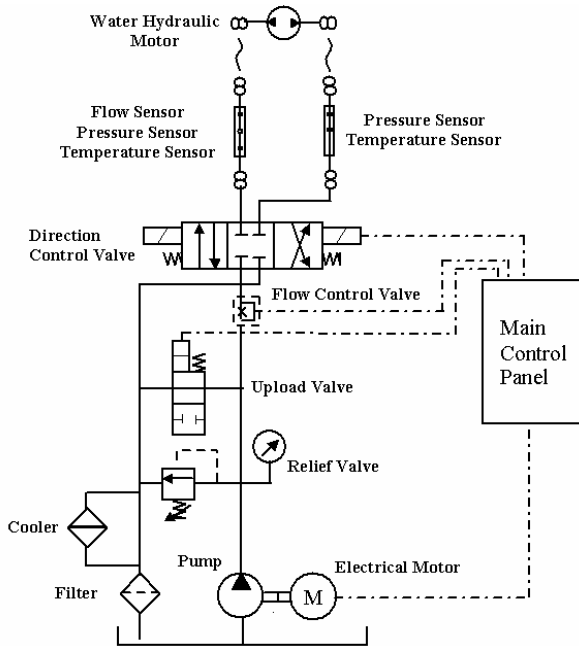 Water Hydraulic
Motor
Flow Sensor
Pressure Sensor
Temperature Sensor
Pressure Sensor
Temperature Sensor
Direction
Control Valve
Flow Control Valve
Main
Control
Panel
Upload Valve
Relief Valve
Cooler
Pump
Electrical Motor
Filter
M